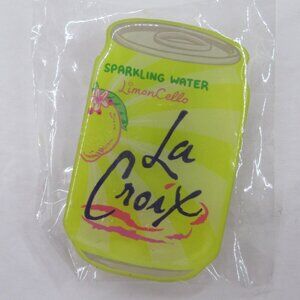 SPARKLING WATER
LimonCello
La
Croix